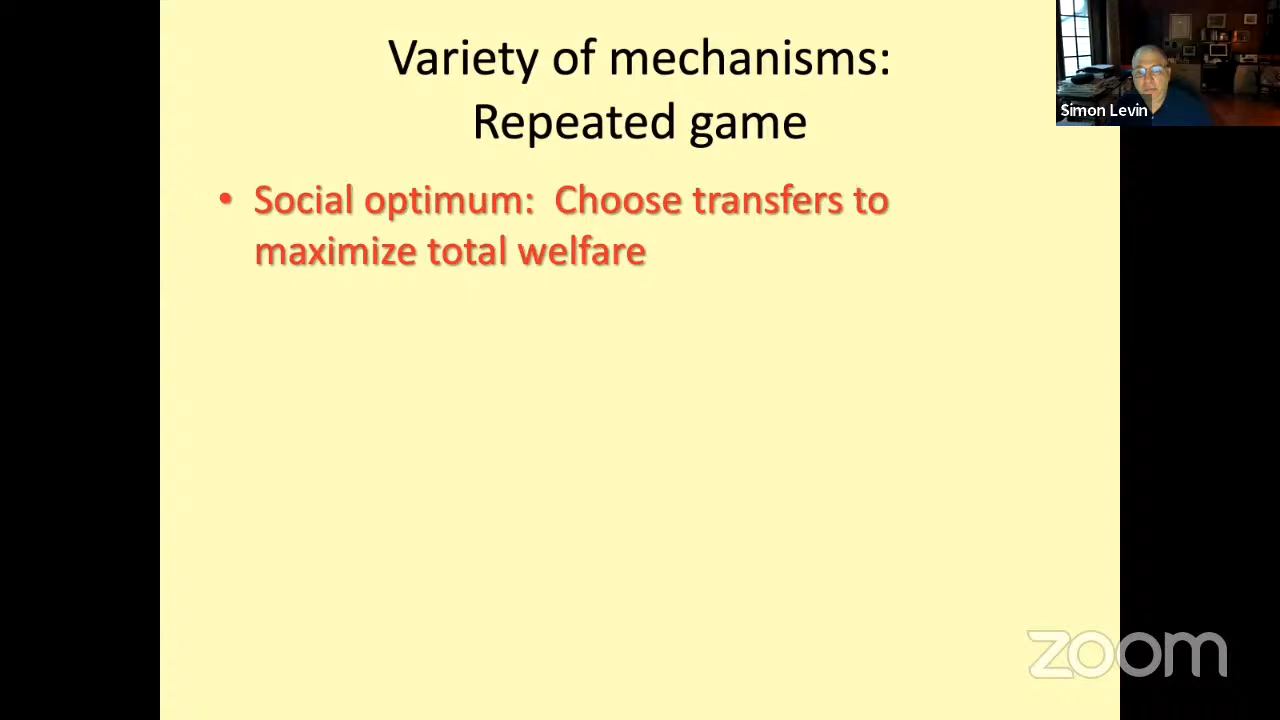 Variety of mechanisms:
Repeated game
• Social optimum: Choose transfers to
maximize total welfare
Simon Levin
zoom